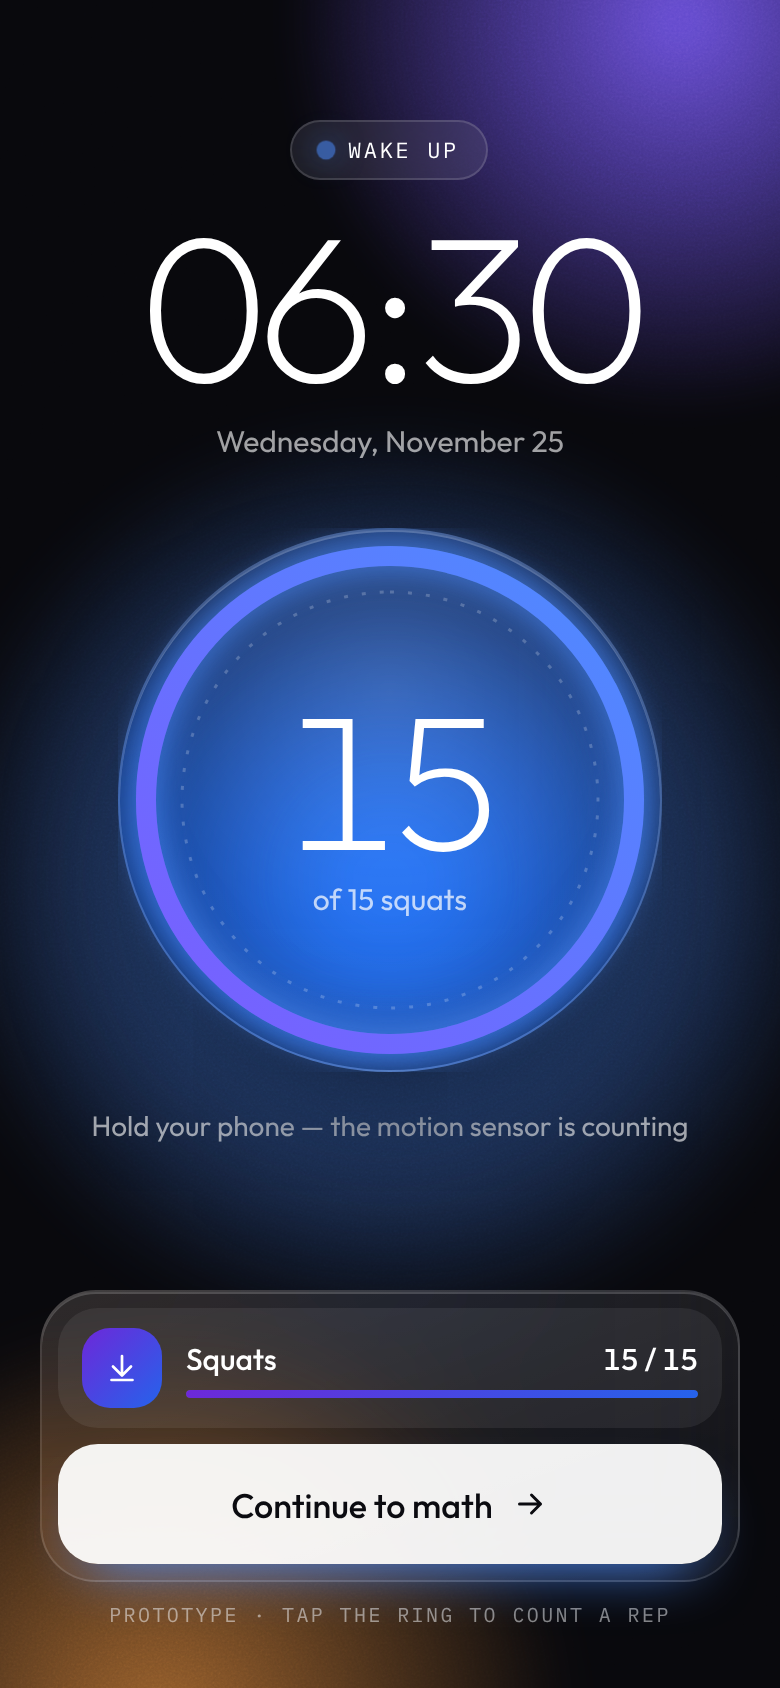 WAKE UP
06:30
Wednesday, November 25
15
of 15 squats
Hold your phone — the motion sensor is counting
Squats 15 / 15
Continue to math →
PROTOTYPE · TAP THE RING TO COUNT A REP